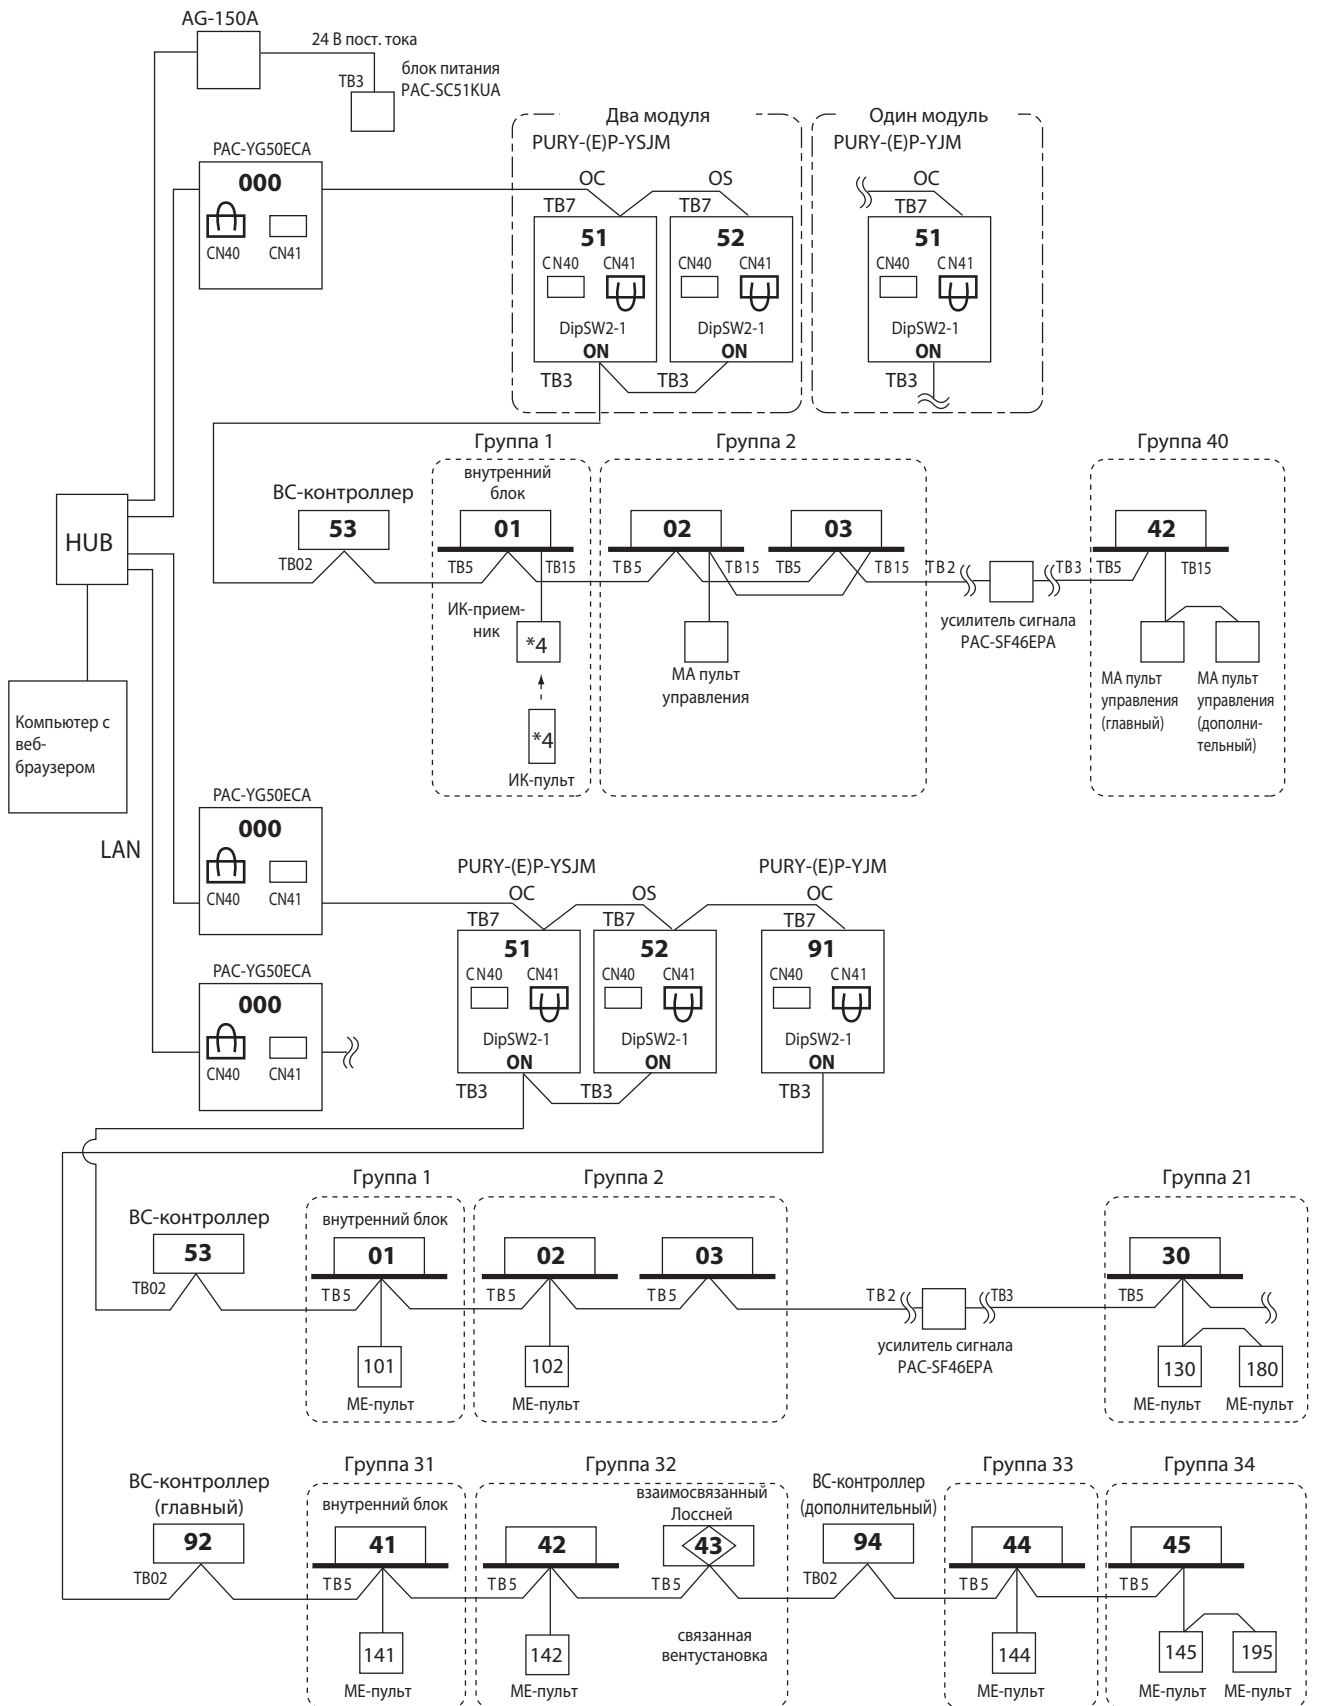 AG-150A
24 В пост. тока
TB3
блок питания
PAC-SC51KUA
PAC-YG50ECA
000
CN40 CN41
Два модуля
PURY-(E)P-YSJM
OC OS
TB7 TB7
51 52
CN40 CN41 CN40 CN41
DipSW2-1 DipSW2-1
ON ON
TB3 TB3
Один модуль
PURY-(E)P-YJM
OC
TB7
51
CN40 CN41
DipSW2-1
ON
TB3
Группа 1 Группа 2 Группа 40
HUB
BC-контроллер
53
TB02
внутренний
блок
01
TB5 TB15
ИК-прием-
ник
*4
*4
ИК-пульт
02 03
TB5 TB15 TB5 TB15
МА пульт
управления
TB2 TB3
усилитель сигнала
PAC-SF46EPA
42
TB5 TB15
МА пульт
управления
(главный)
МА пульт
управления
(дополни-
тельный)
Компьютер с
веб-
браузером
LAN
PAC-YG50ECA
000
CN40 CN41
PAC-YG50ECA
000
CN40 CN41
PURY-(E)P-YSJM PURY-(E)P-YJM
OC OS OC
TB7 TB7 TB7
51 52 91
CN40 CN41 CN40 CN41 CN40 CN41
DipSW2-1 DipSW2-1 DipSW2-1
ON ON ON
TB3 TB3 TB3
Группа 1 Группа 2 Группа 21
BC-контроллер
53
TB02
внутренний блок
01 02 03
TB5 TB5 TB5
101 102
МЕ-пульт МЕ-пульт
TB2 TB3
усилитель сигнала
PAC-SF46EPA
30
TB5
130 180
МЕ-пульт МЕ-пульт
Группа 31 Группа 32 Группа 33 Группа 34
BC-контроллер
(главный)
92
TB02
внутренний блок
41
TB5
141
МЕ-пульт
42
TB5
142
МЕ-пульт
взаимосвязанный
Лоссней
43
TB5
связанная
вентустановка
BC-контроллер
(дополнительный)
94
TB02
44
TB5
144
МЕ-пульт
45
TB5
145 195
МЕ-пульт МЕ-пульт